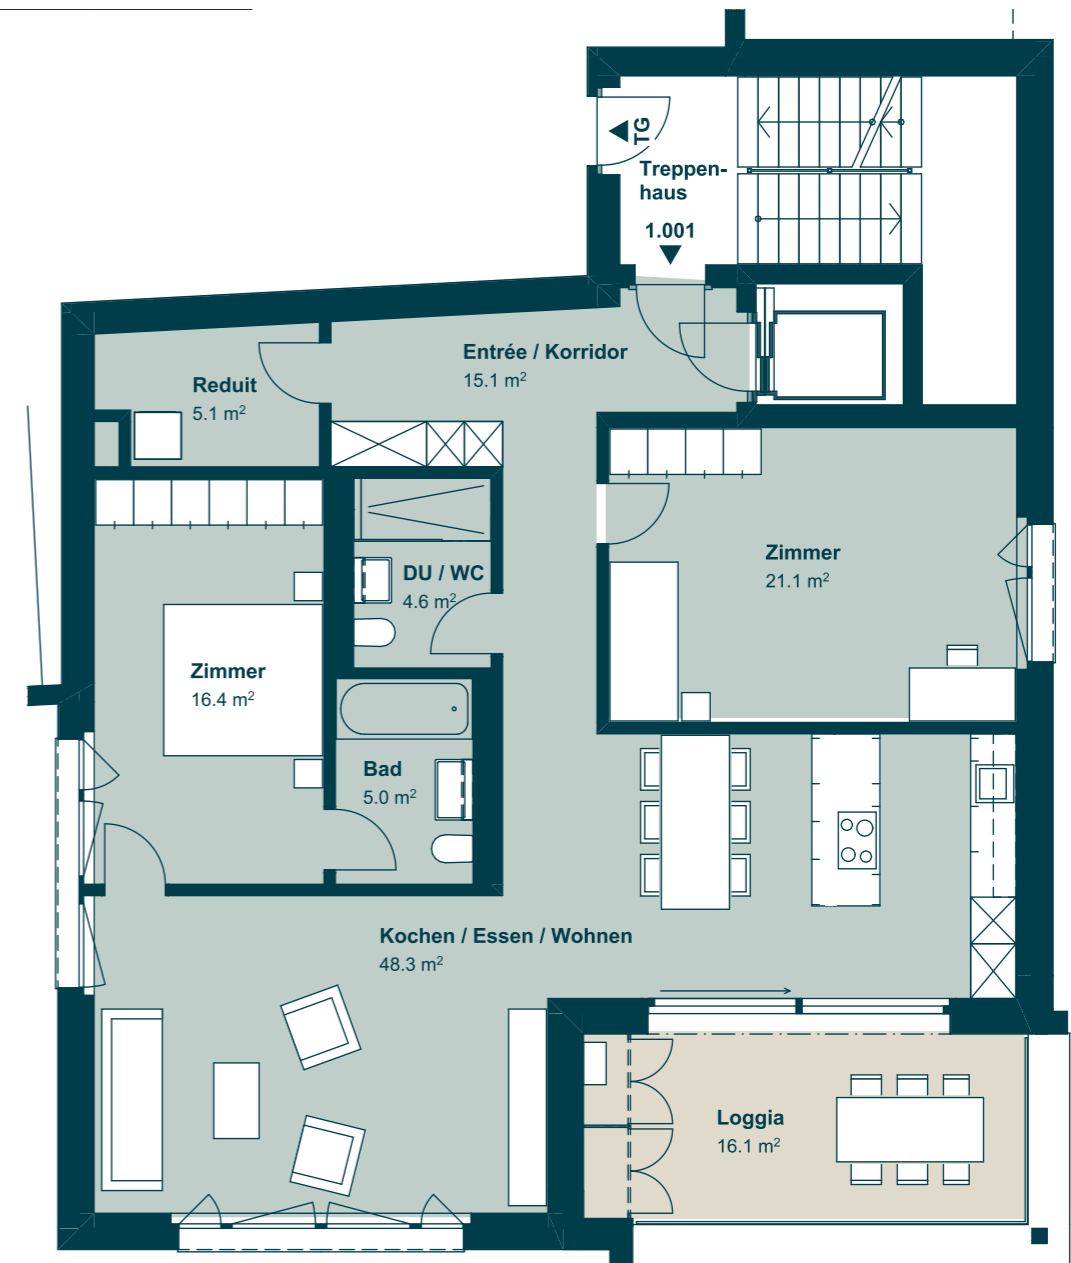 TG
Treppen-
haus
1.001
Entrée / Korridor
15.1 m²
Reduit
5.1 m²
Zimmer
21.1 m²
DU / WC
4.6 m²
Zimmer
16.4 m²
Bad
5.0 m²
Kochen / Essen / Wohnen
48.3 m²
Loggia
16.1 m²